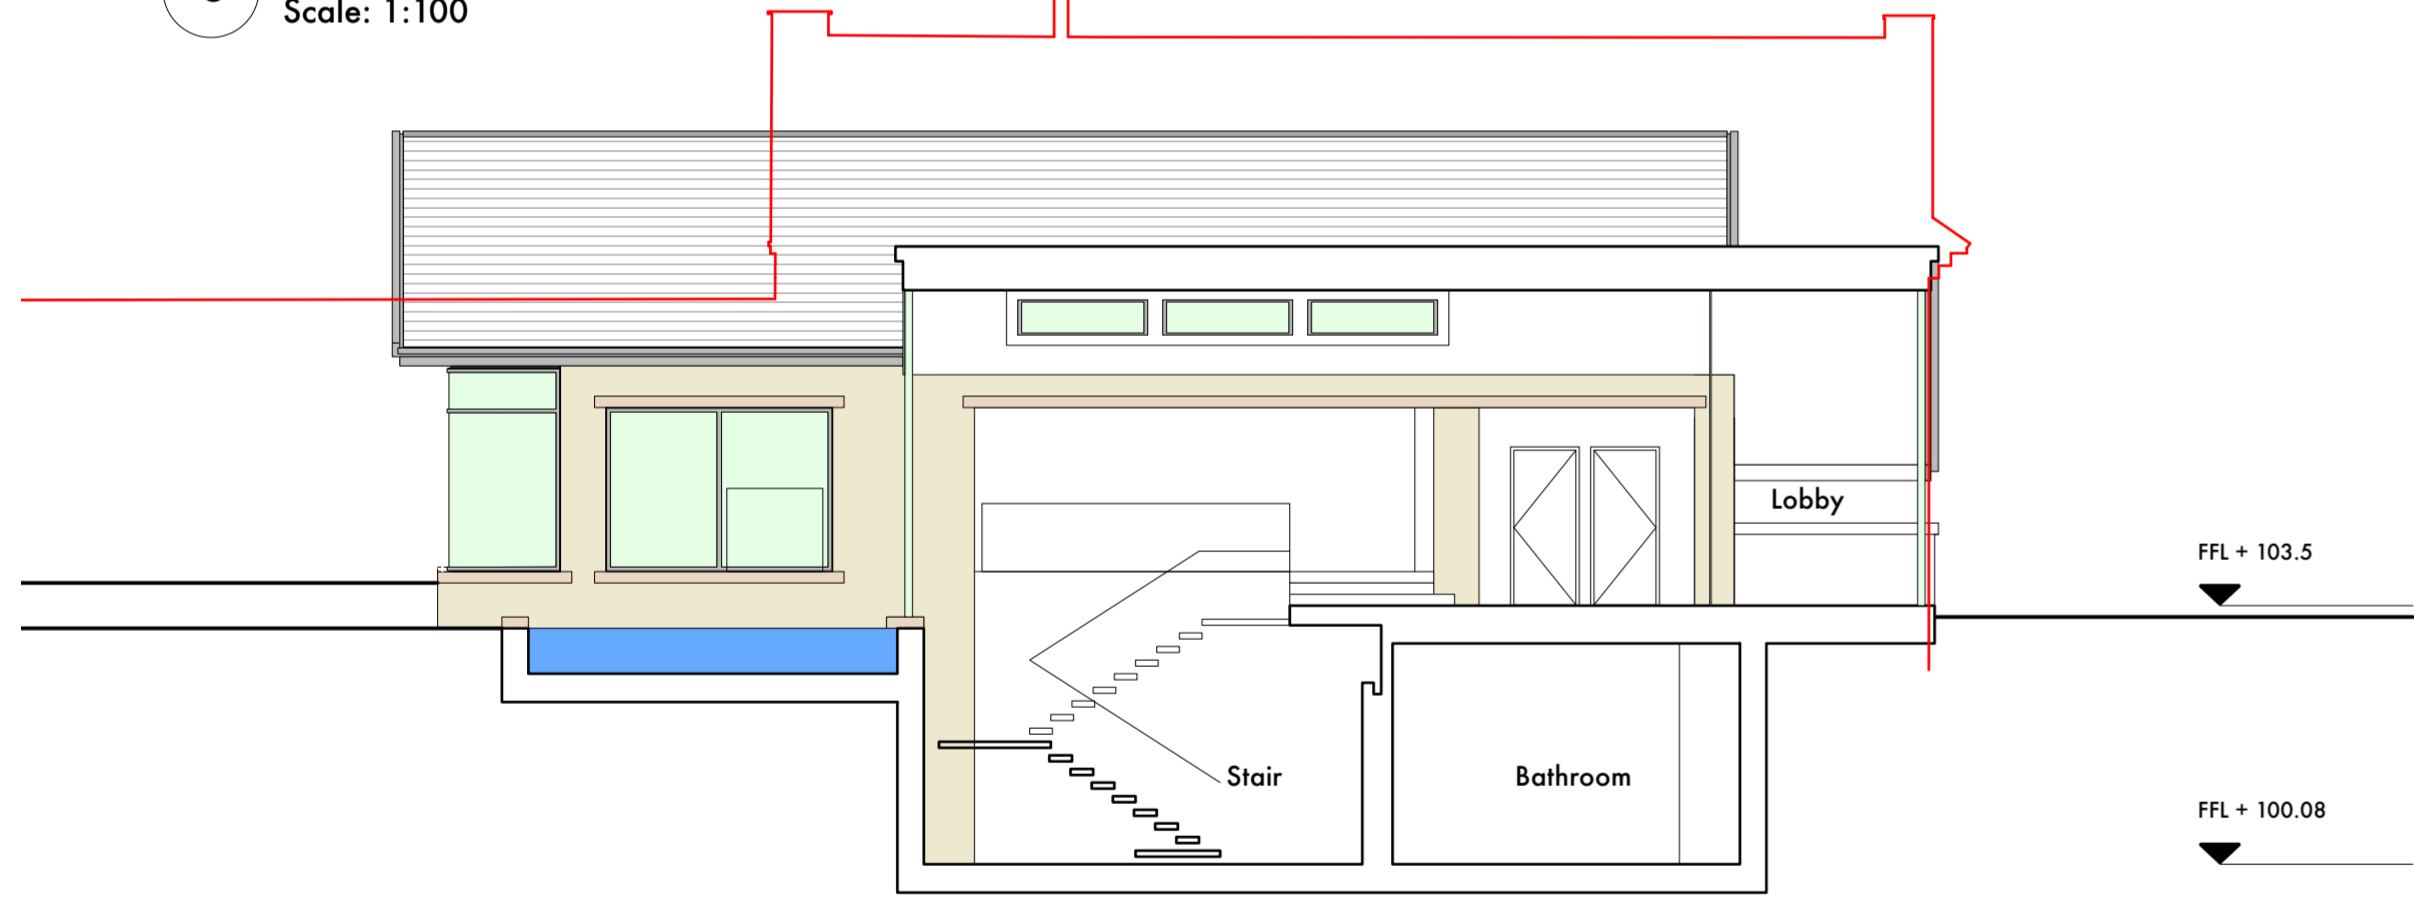 Scale: 1:100
Lobby
FFL + 103.5
Stair
Bathroom
FFL + 100.08